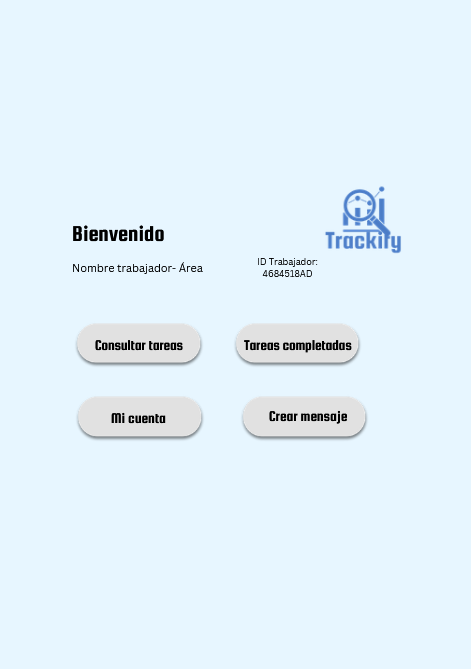 Trackify
Bienvenido
Nombre trabajador- Área
ID Trabajador:
4684518AD
Consultar tareas
Tareas completadas
Mi cuenta
Crear mensaje